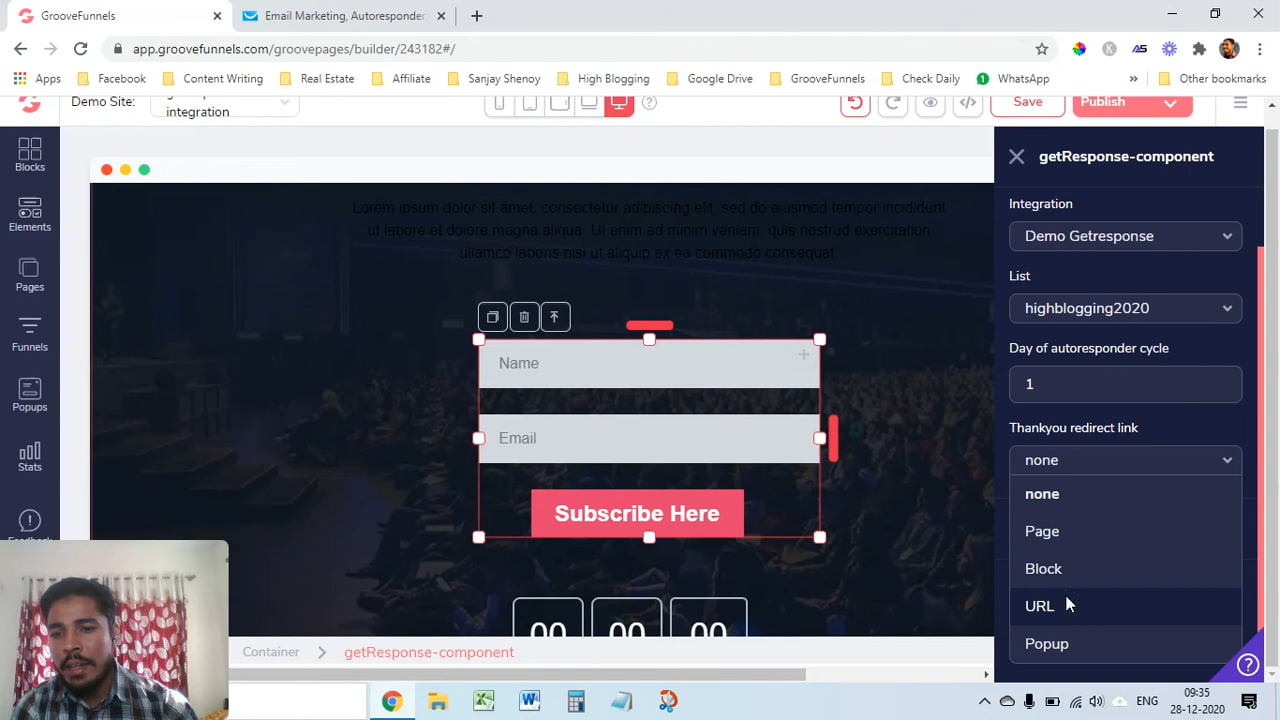 GrooveFunnels
Email Marketing, Autoresponder,
app.groovefunnels.com/groovepages/builder/243182#/
Apps
Facebook
Content Writing
Real Estate
Affiliate
Sanjay Shenoy
High Blogging
GoogleDrive
GrooveFunnels
Check Daily
1
WhatsApp
Other bookmarks
Demo Site:
integration
Save
Publish
Blocks
Elements
Pages
Funnels
Popups
Stats
Lorem ipsum dolor sit amet, consectetur adipiscing elit, sed do eiusmod tempor incididunt
ut labore et dolore magna aliqua. Ut enim ad minim veniam, quis nostrud exercitation
ullamco laboris nisi ut aliquip ex ea commodo consequat.
Name
Email
Subscribe Here
00 00 00
Container
getResponse-component
getResponse-component
Integration
Demo Getresponse
List
highblogging2020
Day of autoresponder cycle
1
Thankyou redirect link
none
none
Page
Block
URL
Popup
ENG
09:35
28-12-2020